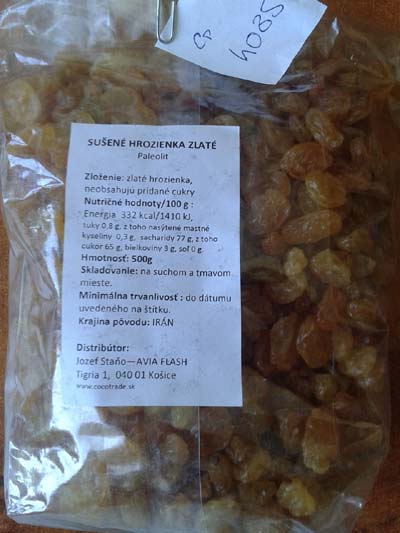 4085
SUŠENÉ HROZIENKA ZLATÉ
Paleolit
Zloženie: zlaté hrozienka,
neobsahujú pridané cukry
Nutričné hodnoty/100 g :
Energia 332 kcal/1410 kJ,
tuky 0,8 g, z toho nasýtené mastné
kyseliny 0,3 g, sacharidy 77 g, z toho
cukor 65 g, bielkoviny 3 g, soľ 0 g.
Hmotnosť: 500g
Skladovanie: na suchom a tmavom
mieste.
Minimálna trvanlivosť : do dátumu
uvedeného na štítku.
Krajina pôvodu: IRÁN
Distribútor:
Jozef Staňo—AVIA FLASH
Tigria 1, 040 01 Košice
www.cocotrade.sk